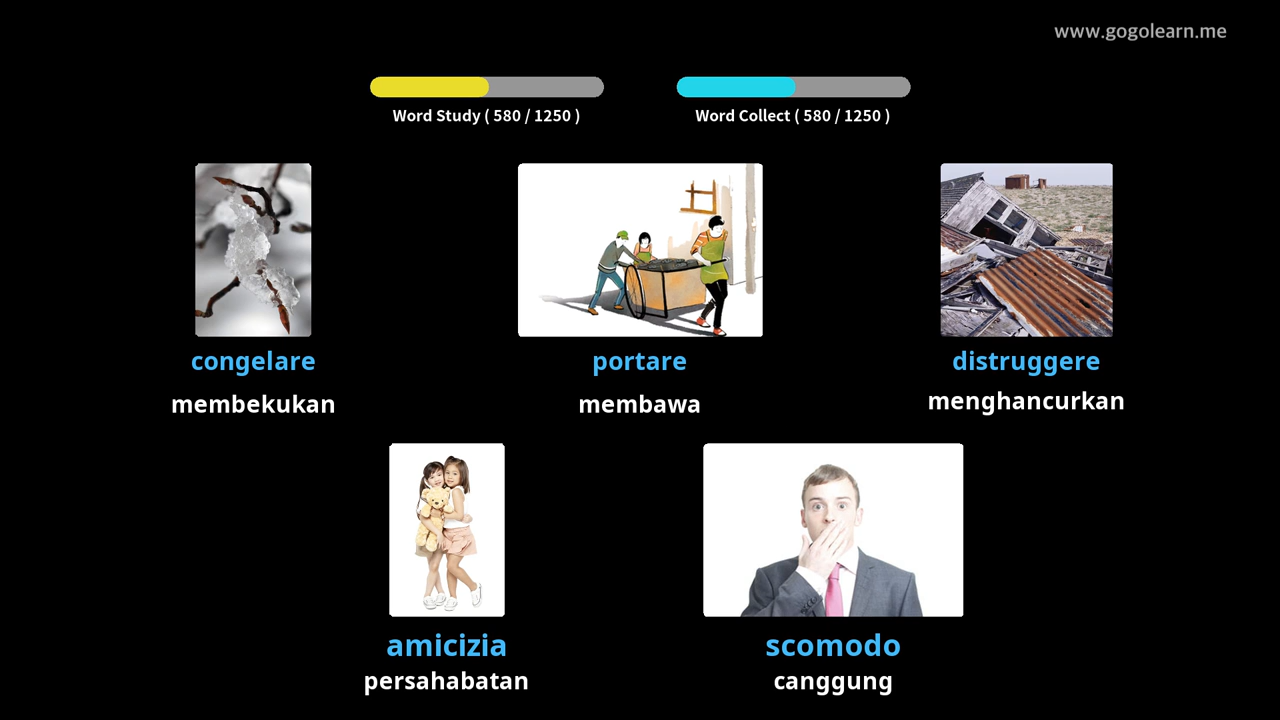 www.gogolearn.me
Word Study ( 580 / 1250 )
Word Collect ( 580 / 1250 )
congelare
portare
distruggere
membekukan
membawa
menghancurkan
amicizia
scomodo
persahabatan
canggung